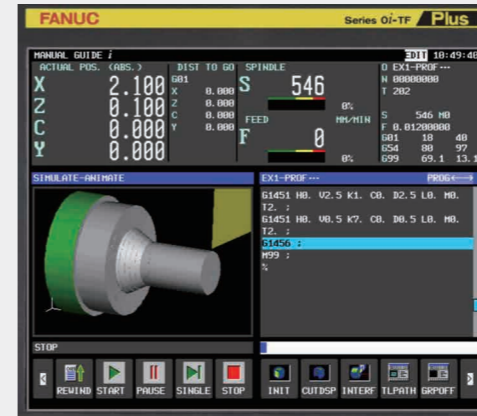 FANUC
Series 0i-TF Plus
MANUAL GUIDE i
EDIT 10:49:40
ACTUAL POS. (ABS.) DIST TO GO SPINDLE
X 2.100
Z 0.100
C 0.000
Y 0.000
G01
X 0.000
Z 0.000
C 0.000
Y 0.000
S 546
0%
FEED MM/MIN
F 0
0%
O EX1-PROF---
N 00000000
T 202
S 546 M0
F 0.01200000
G01 18 40
G54 80 97
G99 69.1 13.1
SIMULATE-ANIMATE
EX1-PROF--- PROG
G1451 H0. V2.5 K1. C0. D2.5 L0. M0.
T2. ;
G1451 H0. V0.5 K7. C0. D0.5 L0. M0.
T2. ;
G1456 ;
M99 ;
%
STOP
REWIND START PAUSE SINGLE STOP INIT CUTDSP INTERF TLPATH GRPOFF